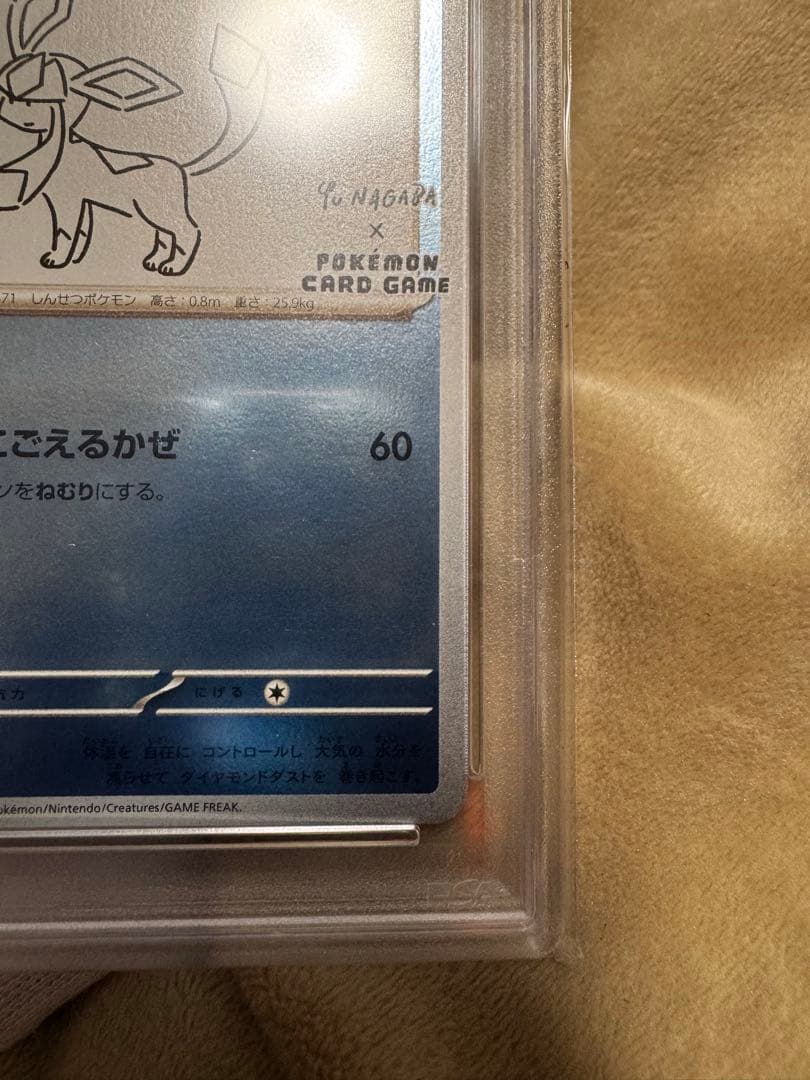 Yu NAGABA
×
POKÉMON
CARD GAME
71 しんせつポケモン 高さ：0.8m 重さ：25.9kg
こごえるかぜ 60
ンをねむりにする。
抗力 にげる
体温を 自在に コントロールし 大気の 水分を
凍らせて ダイヤモンドダストを 巻き起こす。
okémon/Nintendo/Creatures/GAME FREAK.
PSA